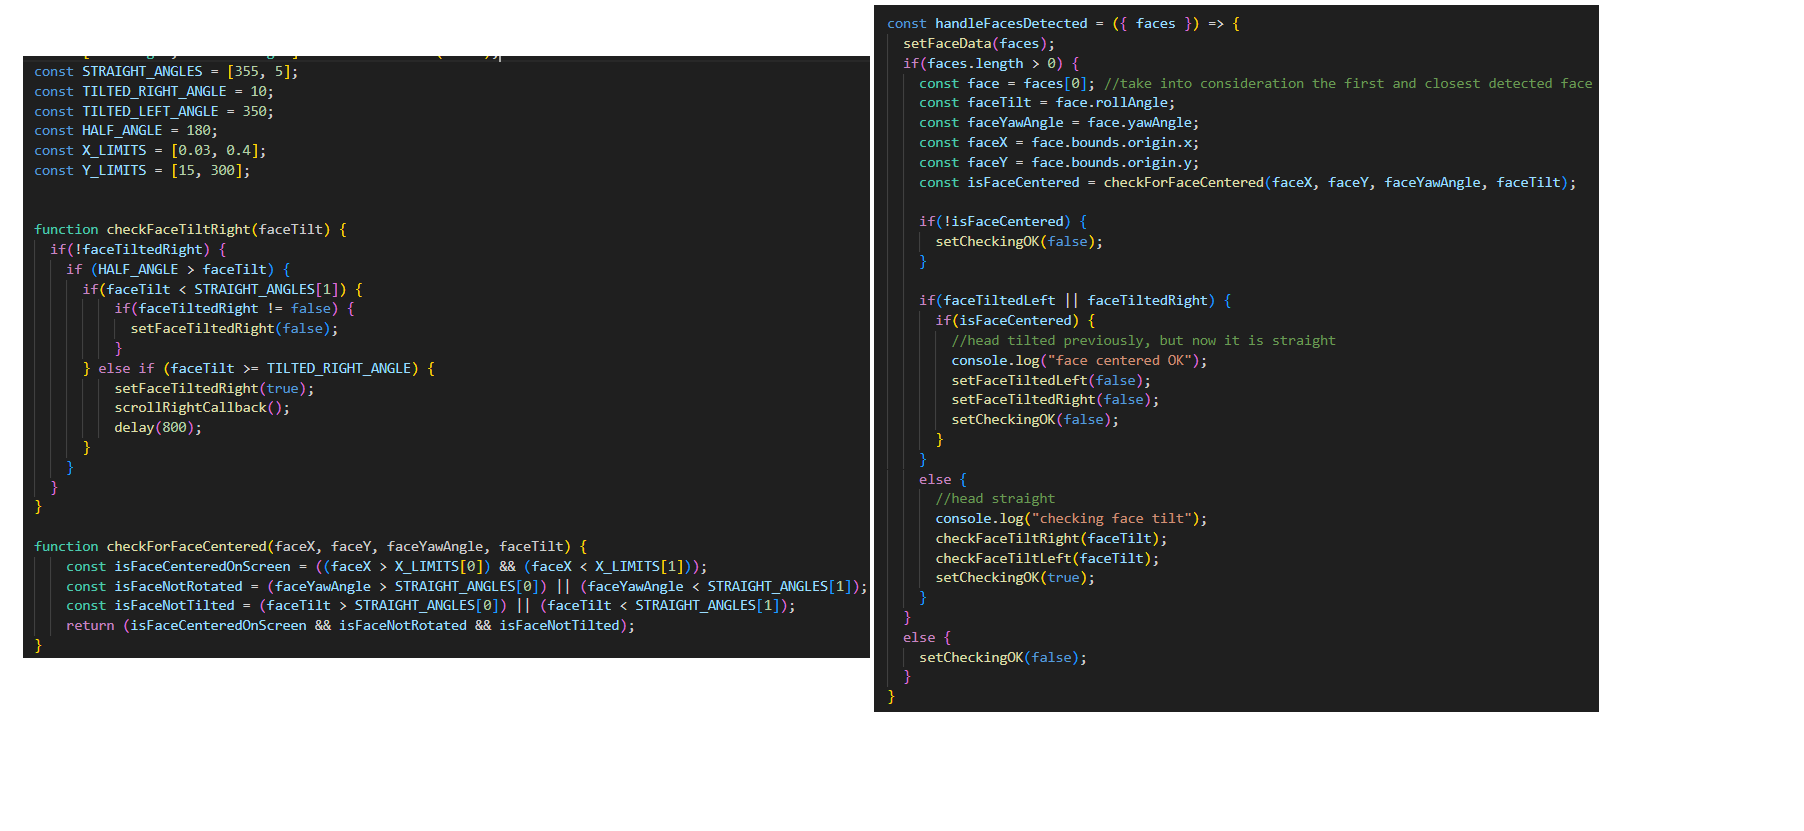 const STRAIGHT_ANGLES = [355, 5];
const TILTED_RIGHT_ANGLE = 10;
const TILTED_LEFT_ANGLE = 350;
const HALF_ANGLE = 180;
const X_LIMITS = [0.03, 0.4];
const Y_LIMITS = [15, 300];
function checkFaceTiltRight(faceTilt) {
if(!faceTiltedRight) {
if (HALF_ANGLE > faceTilt) {
if(faceTilt < STRAIGHT_ANGLES[1]) {
if(faceTiltedRight != false) {
setFaceTiltedRight(false);
}
} else if (faceTilt >= TILTED_RIGHT_ANGLE) {
setFaceTiltedRight(true);
scrollRightCallback();
delay(800);
}
}
}
}
function checkForFaceCentered(faceX, faceY, faceYawAngle, faceTilt) {
const isFaceCenteredOnScreen = ((faceX > X_LIMITS[0]) && (faceX < X_LIMITS[1]));
const isFaceNotRotated = (faceYawAngle > STRAIGHT_ANGLES[0]) || (faceYawAngle < STRAIGHT_ANGLES[1]);
const isFaceNotTilted = (faceTilt > STRAIGHT_ANGLES[0]) || (faceTilt < STRAIGHT_ANGLES[1]);
return (isFaceCenteredOnScreen && isFaceNotRotated && isFaceNotTilted);
}
const handleFacesDetected = ({ faces }) => {
setFaceData(faces);
if(faces.length > 0) {
const face = faces[0]; //take into consideration the first and closest detected face
const faceTilt = face.rollAngle;
const faceYawAngle = face.yawAngle;
const faceX = face.bounds.origin.x;
const faceY = face.bounds.origin.y;
const isFaceCentered = checkForFaceCentered(faceX, faceY, faceYawAngle, faceTilt);
if(!isFaceCentered) {
setCheckingOK(false);
}
if(faceTiltedLeft || faceTiltedRight) {
if(isFaceCentered) {
//head tilted previously, but now it is straight
console.log("face centered OK");
setFaceTiltedLeft(false);
setFaceTiltedRight(false);
setCheckingOK(false);
}
}
else {
//head straight
console.log("checking face tilt");
checkFaceTiltRight(faceTilt);
checkFaceTiltLeft(faceTilt);
setCheckingOK(true);
}
}
else {
setCheckingOK(false);
}
}